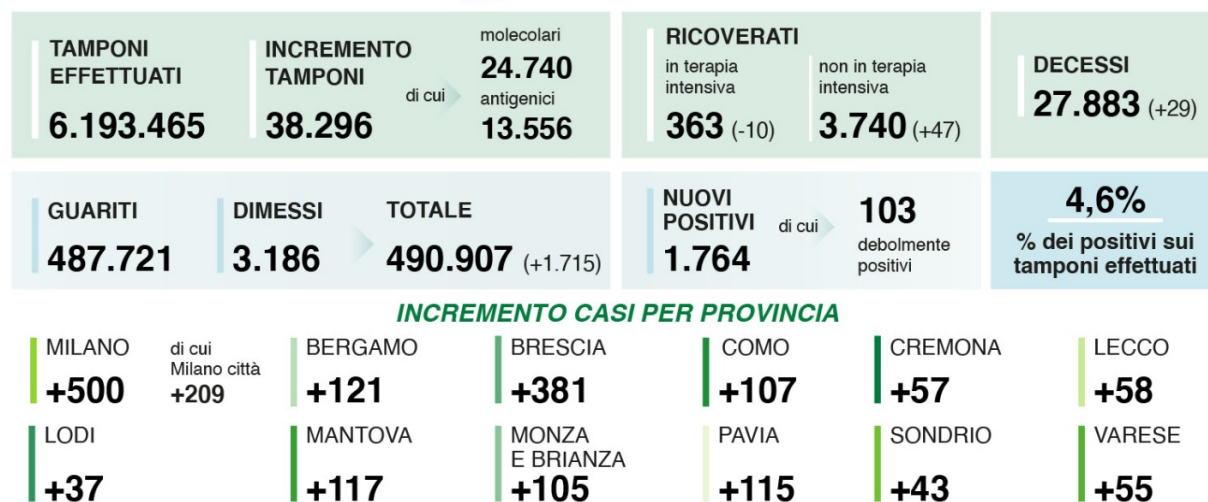 TAMPONI
EFFETTUATI
6.193.465
INCREMENTO
TAMPONI
38.296
di cui
molecolari
24.740
antigenici
13.556
RICOVERATI
in terapia
intensiva
363 (-10)
non in terapia
intensiva
3.740 (+47)
DECESSI
27.883 (+29)
GUARITI
487.721
DIMESSI
3.186
TOTALE
490.907 (+1.715)
NUOVI
POSITIVI
1.764
di cui
103
debolmente
positivi
4,6%
% dei positivi sui
tamponi effettuati
INCREMENTO CASI PER PROVINCIA
MILANO
+500
di cui
Milano città
+209
BERGAMO
+121
BRESCIA
+381
COMO
+107
CREMONA
+57
LECCO
+58
LODI
+37
MANTOVA
+117
MONZA
E BRIANZA
+105
PAVIA
+115
SONDRIO
+43
VARESE
+55